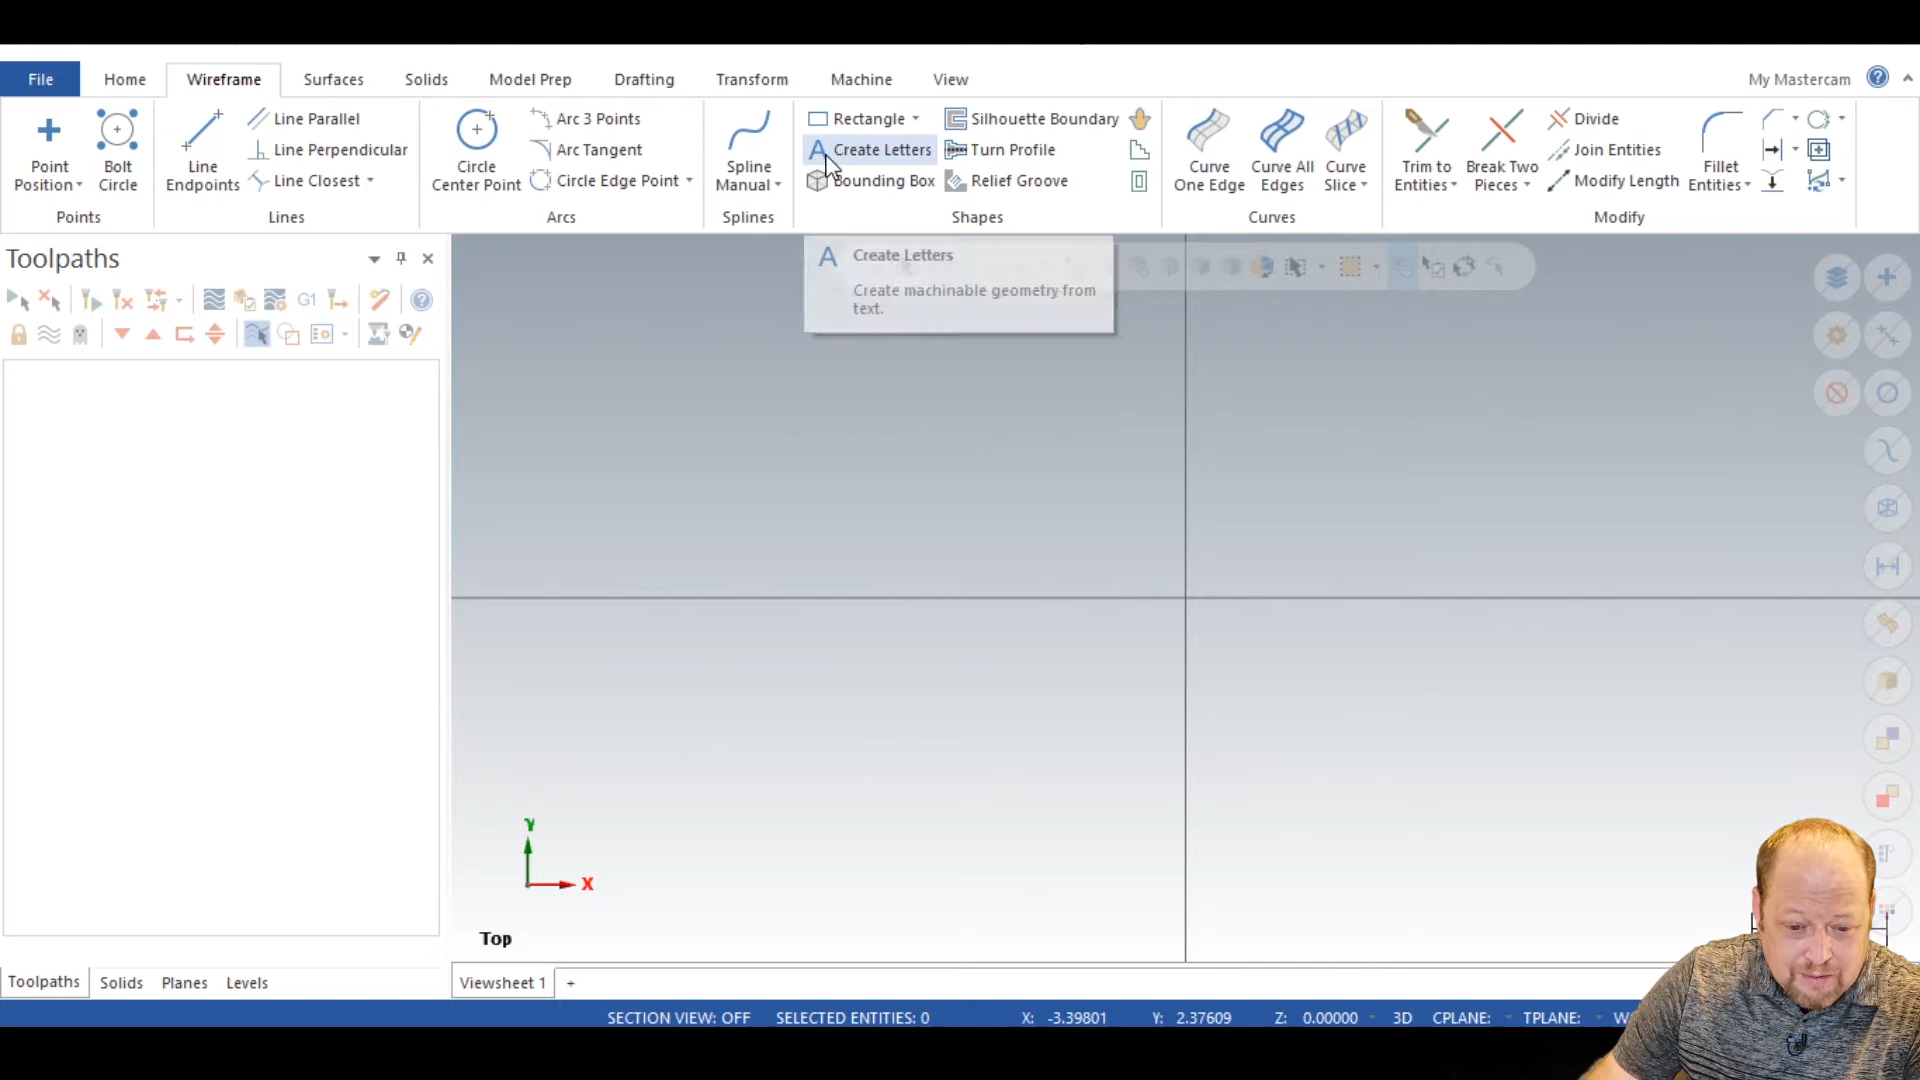 File Home Wireframe Surfaces Solids Model Prep Drafting Transform Machine View My Mastercam
Point Position
Bolt Circle
Points
Line Endpoints
Line Parallel
Line Perpendicular
Line Closest
Lines
Circle Center Point
Arc 3 Points
Arc Tangent
Circle Edge Point
Arcs
Spline Manual
Splines
Rectangle
Create Letters
Bounding Box
Silhouette Boundary
Turn Profile
Relief Groove
Shapes
Curve One Edge
Curve All Edges
Curve Slice
Curves
Trim to Entities
Break Two Pieces
Divide
Join Entities
Modify Length
Fillet Entities
Modify
Toolpaths
G1
Create Letters
Create machinable geometry from
text.
Y
X
Top
Toolpaths Solids Planes Levels
Viewsheet 1 +
SECTION VIEW: OFF SELECTED ENTITIES: 0 X: -3.39801 Y: 2.37609 Z: 0.00000 3D CPLANE: TPLANE: